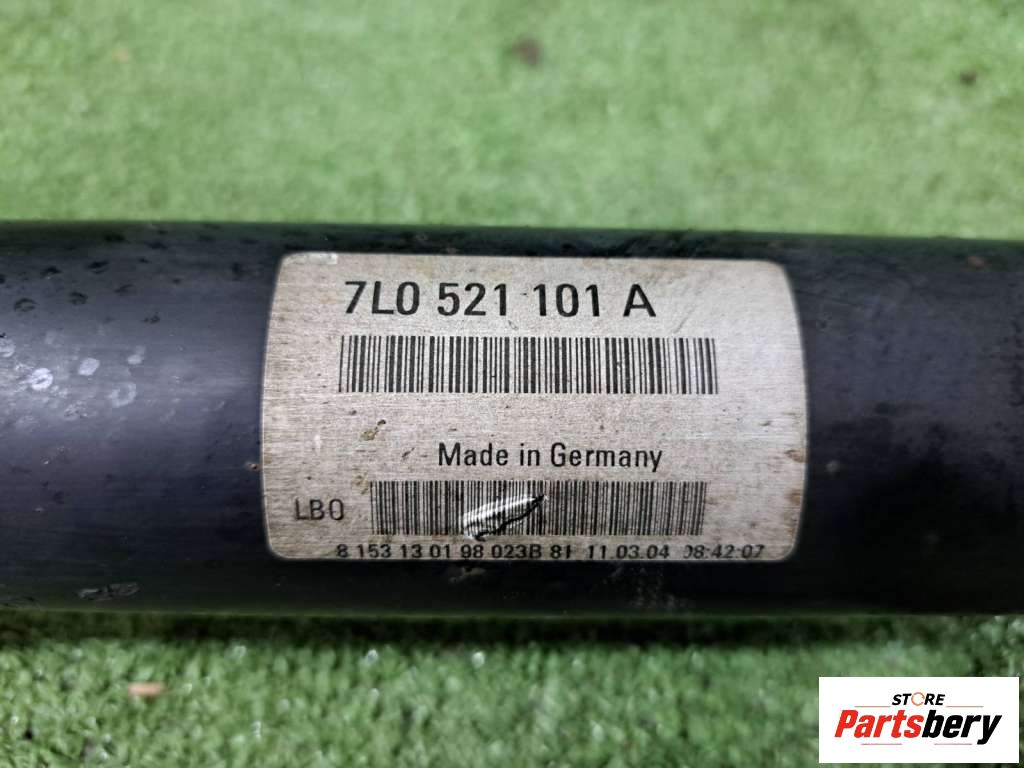 7L0 521 101 A
Made in Germany
LBO
8 153 13 01 98 023B 81 11.03.04 08:42:07
STORE
Partsbery